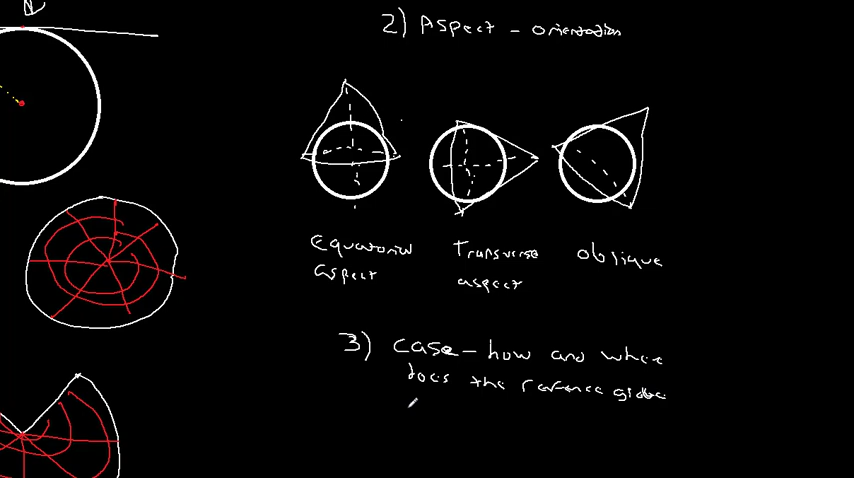 N
2) Aspect - orientation
Equatorial
aspect
Transverse
aspect
oblique
3) Case - how and where
does the reference globe